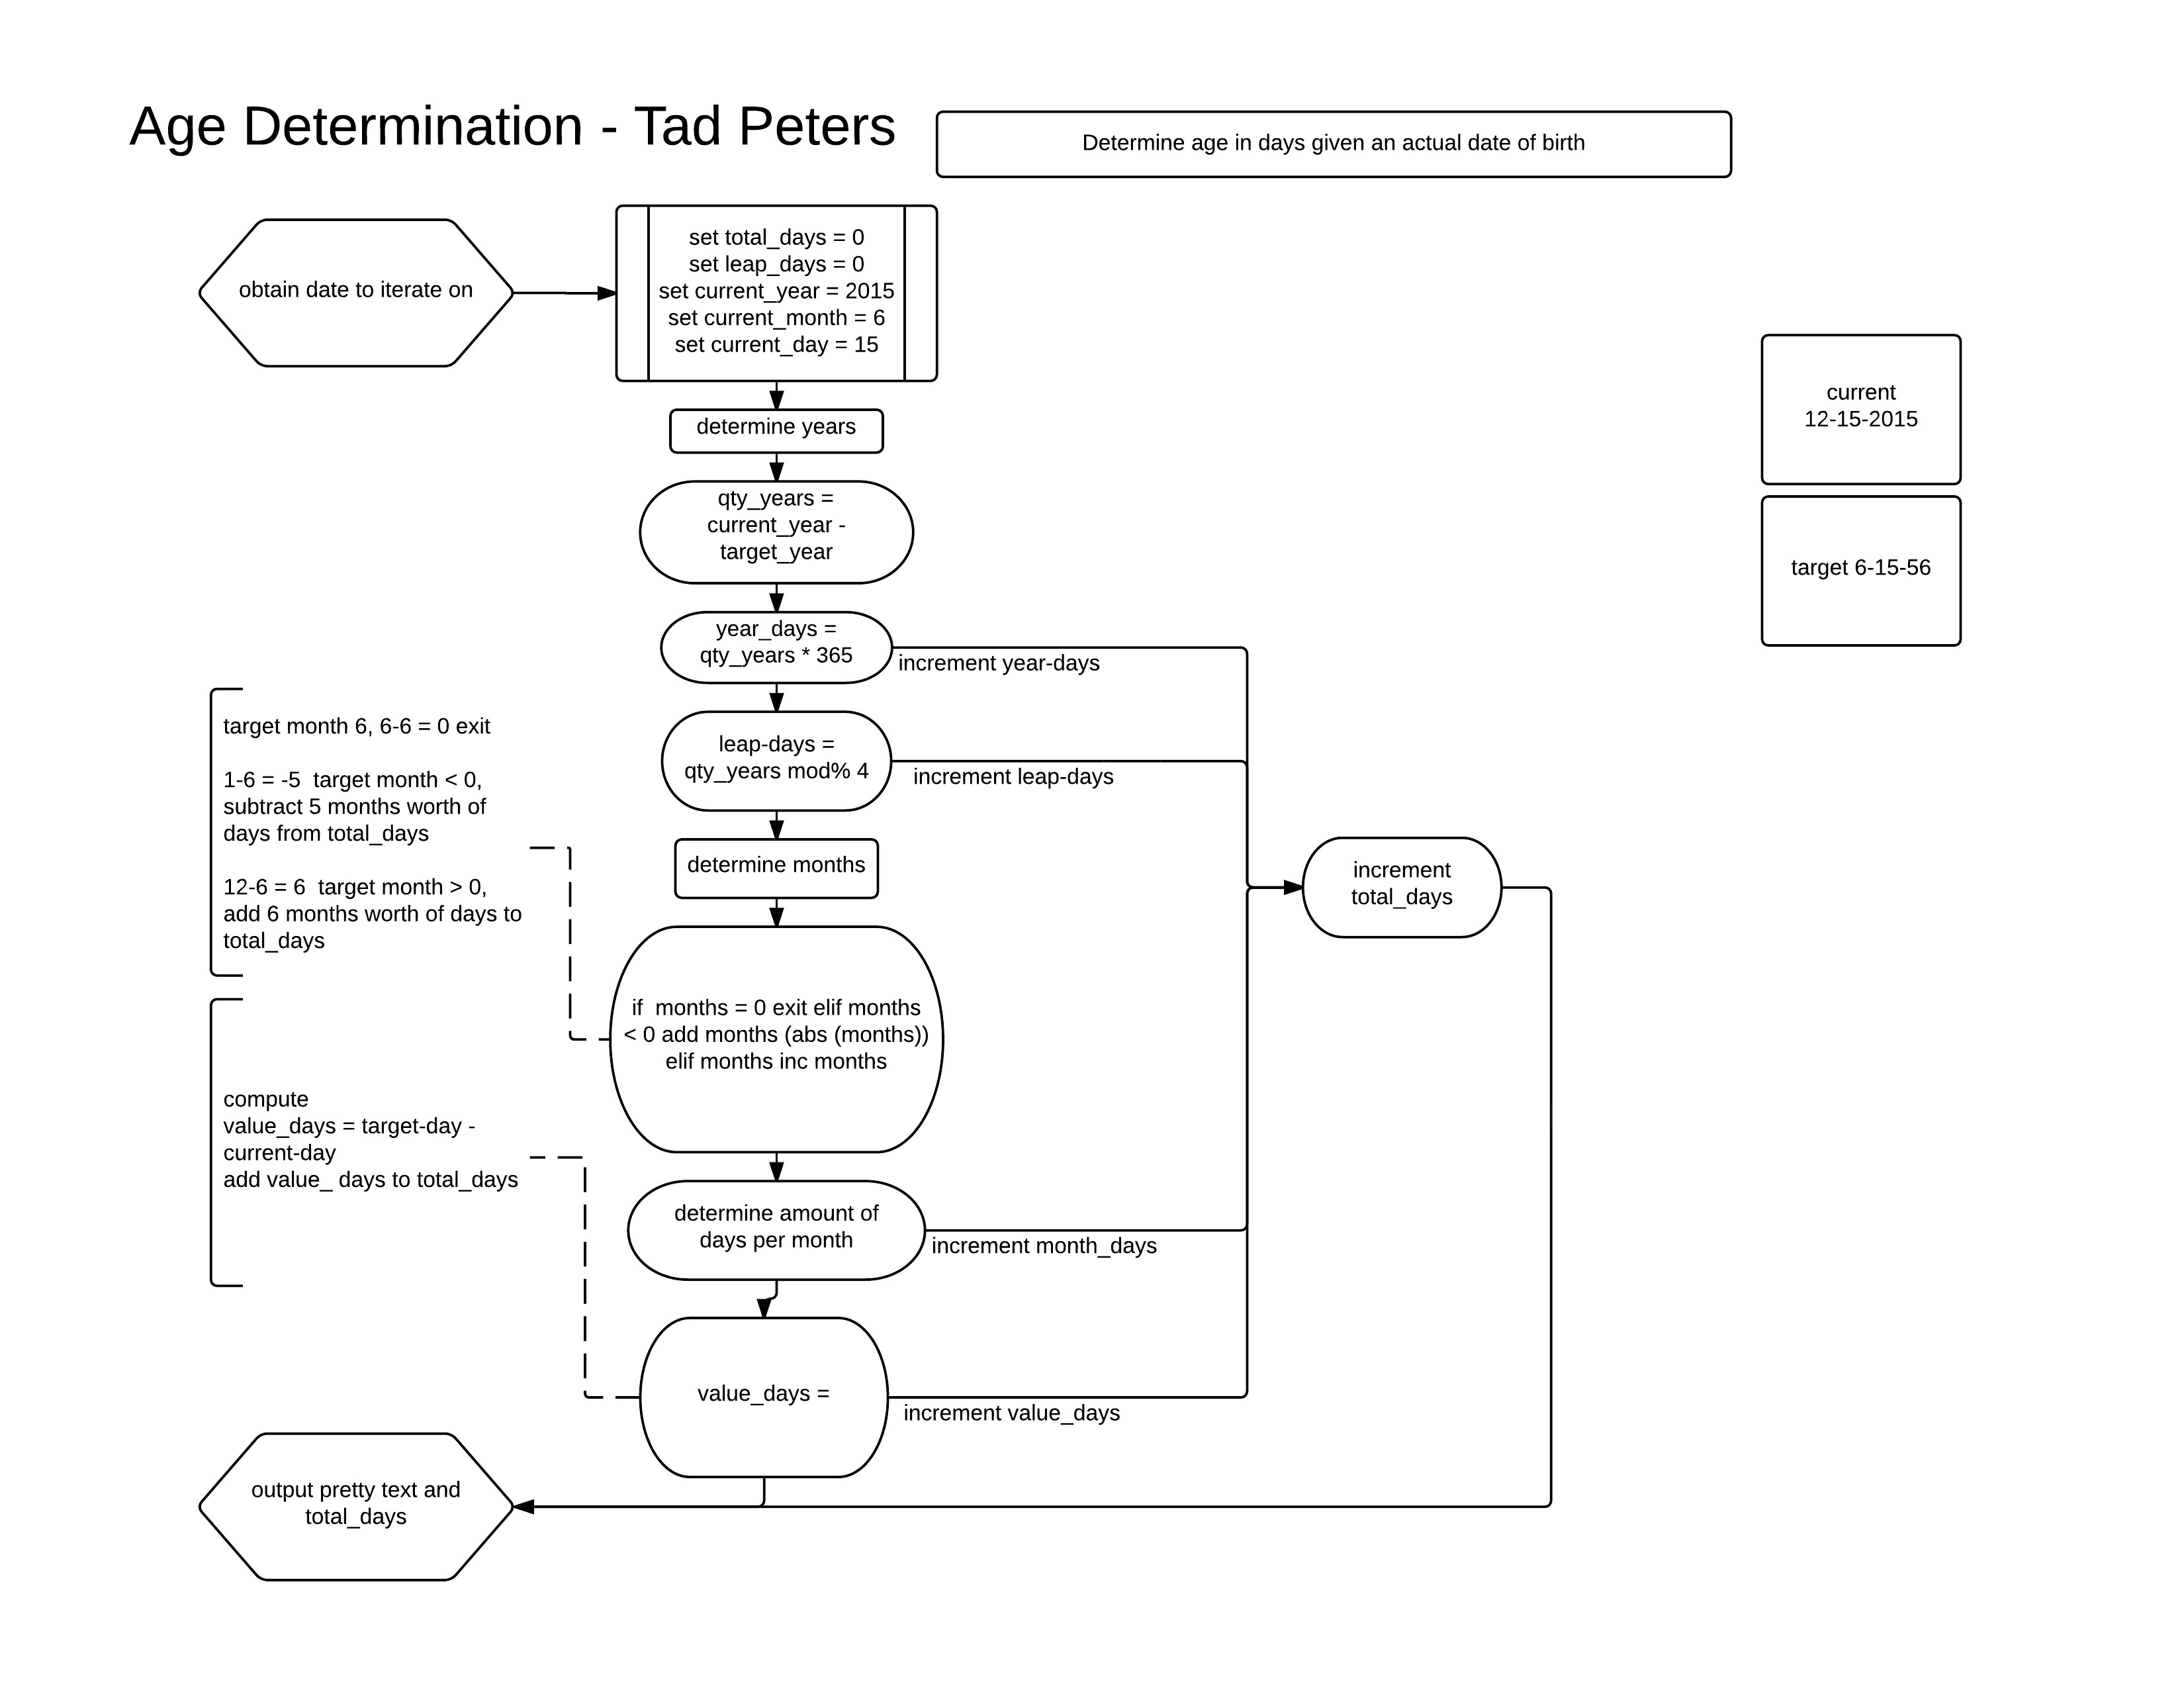 Age Determination - Tad Peters
Determine age in days given an actual date of birth
obtain date to iterate on
set total_days = 0
set leap_days = 0
set current_year = 2015
set current_month = 6
set current_day = 15
current
12-15-2015
target 6-15-56
determine years
qty_years =
current_year -
target_year
year_days =
qty_years * 365
increment year-days
leap-days =
qty_years mod% 4
increment leap-days
target month 6, 6-6 = 0 exit
1-6 = -5  target month < 0,
subtract 5 months worth of
days from total_days
12-6 = 6  target month > 0,
add 6 months worth of days to
total_days
determine months
increment
total_days
if  months = 0 exit elif months
< 0 add months (abs (months))
elif months inc months
compute
value_days = target-day -
current-day
add value_ days to total_days
determine amount of
days per month
increment month_days
value_days =
increment value_days
output pretty text and
total_days